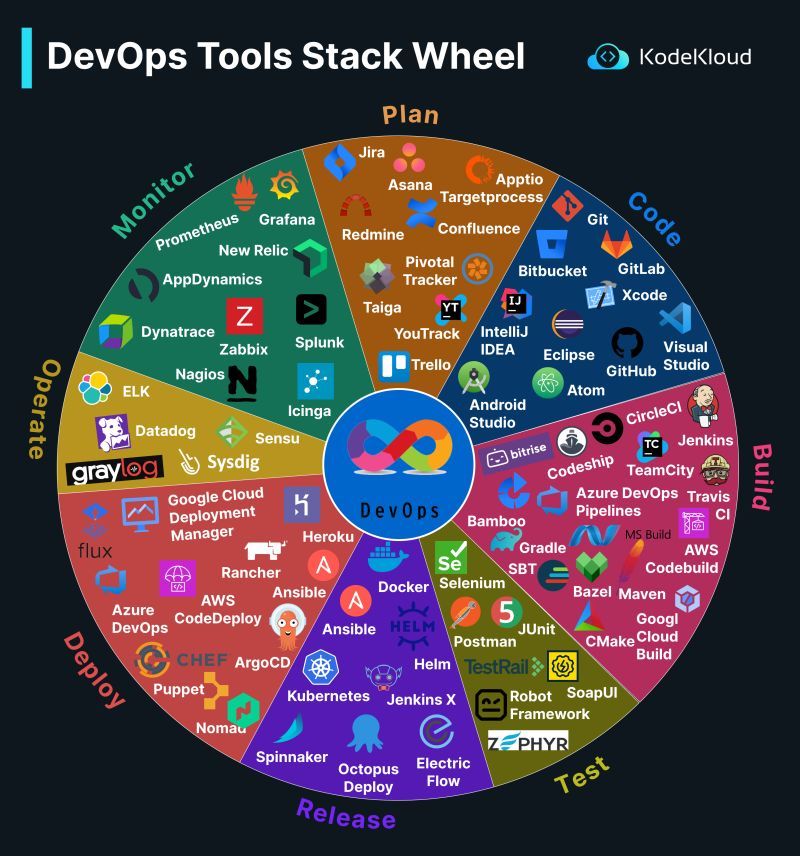 DevOps Tools Stack Wheel
KodeKloud
Plan
Jira
Asana
Apptio
Targetprocess
Redmine
Confluence
Pivotal
Tracker
Taiga
YouTrack
Trello
Code
Git
Bitbucket
GitLab
Xcode
IntelliJ
IDEA
IJ
Eclipse
GitHub
Visual
Studio
Atom
Android
Studio
Build
CircleCI
Jenkins
bitrise
Codeship
TC
TeamCity
Travis
CI
Azure DevOps
Pipelines
Bamboo
Gradle
MS Build
AWS
Codebuild
SBT
Bazel
Maven
Googl
Cloud
Build
CMake
Test
Se
Selenium
Postman
5
JUnit
TestRail
SoapUI
Robot
Framework
ZEPHYR
Release
Docker
Ansible
HELM
Helm
Kubernetes
Jenkins X
Spinnaker
Octopus
Deploy
Electric
Flow
Deploy
Google Cloud
Deployment
Manager
Heroku
flux
Rancher
Ansible
Azure
DevOps
AWS
CodeDeploy
ArgoCD
CHEF
Puppet
Nomad
Operate
ELK
Datadog
Sensu
graylog
Sysdig
Monitor
Prometheus
Grafana
New Relic
AppDynamics
Dynatrace
Z
Zabbix
Splunk
Nagios
N
Icinga
YT
DevOps